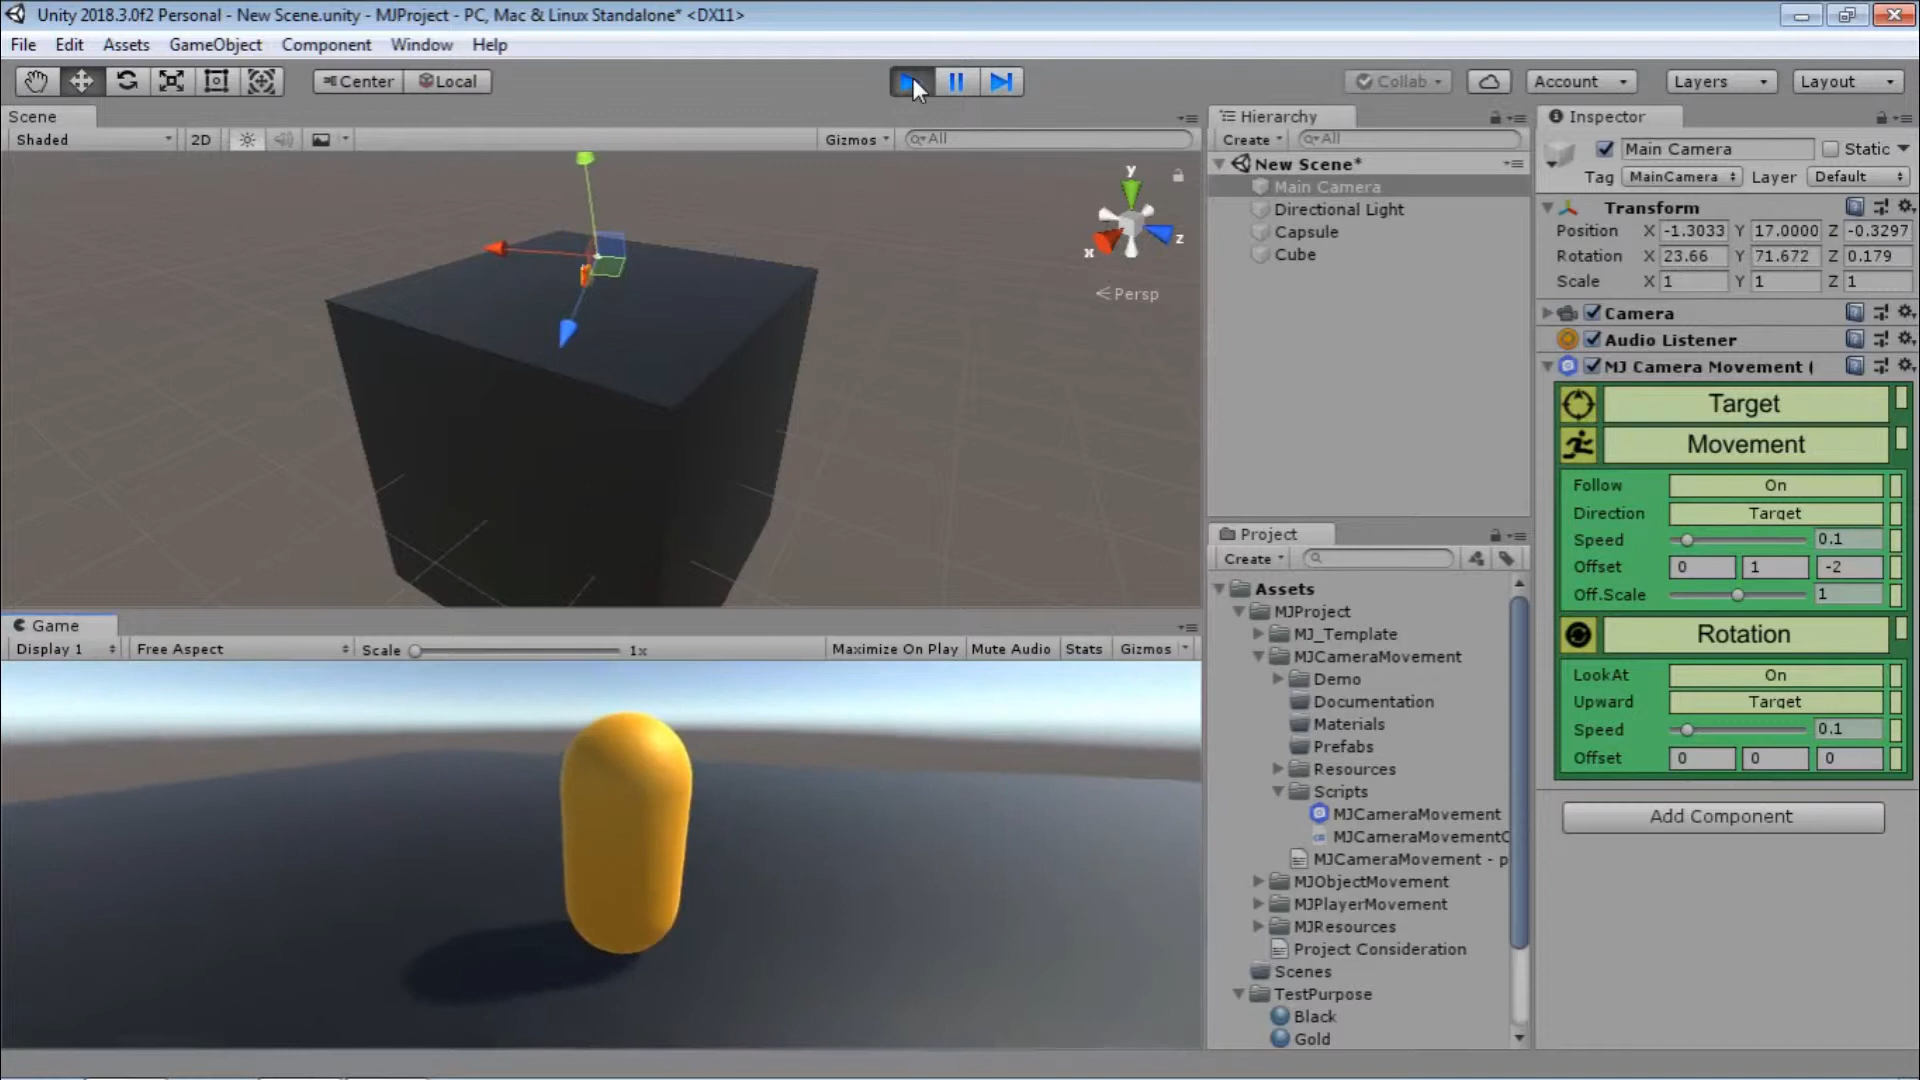 Unity 2018.3.0f2 Personal - New Scene.unity - MJProject - PC, Mac & Linux Standalone* <DX11>
File Edit Assets GameObject Component Window Help
Center Local Collab Account Layers Layout
Scene
Shaded 2D Gizmos All
y
x
z
Persp
Game
Display 1 Free Aspect Scale 1x Maximize On Play Mute Audio Stats Gizmos
Hierarchy
Create All
New Scene*
Main Camera
Directional Light
Capsule
Cube
Project
Create
Assets
MJProject
MJ_Template
MJCameraMovement
Demo
Documentation
Materials
Prefabs
Resources
Scripts
MJCameraMovement
MJCameraMovementC
MJCameraMovement - p
MJObjectMovement
MJPlayerMovement
MJResources
Project Consideration
Scenes
TestPurpose
Black
Gold
Inspector
Main Camera Static
Tag MainCamera Layer Default
Transform
Position X -1.3033 Y 17.0000 Z -0.3297
Rotation X 23.66 Y 71.672 Z 0.179
Scale X 1 Y 1 Z 1
Camera
Audio Listener
MJ Camera Movement (
Target
Movement
Follow On
Direction Target
Speed 0.1
Offset 0 1 -2
Off.Scale 1
Rotation
LookAt On
Upward Target
Speed 0.1
Offset 0 0 0
Add Component